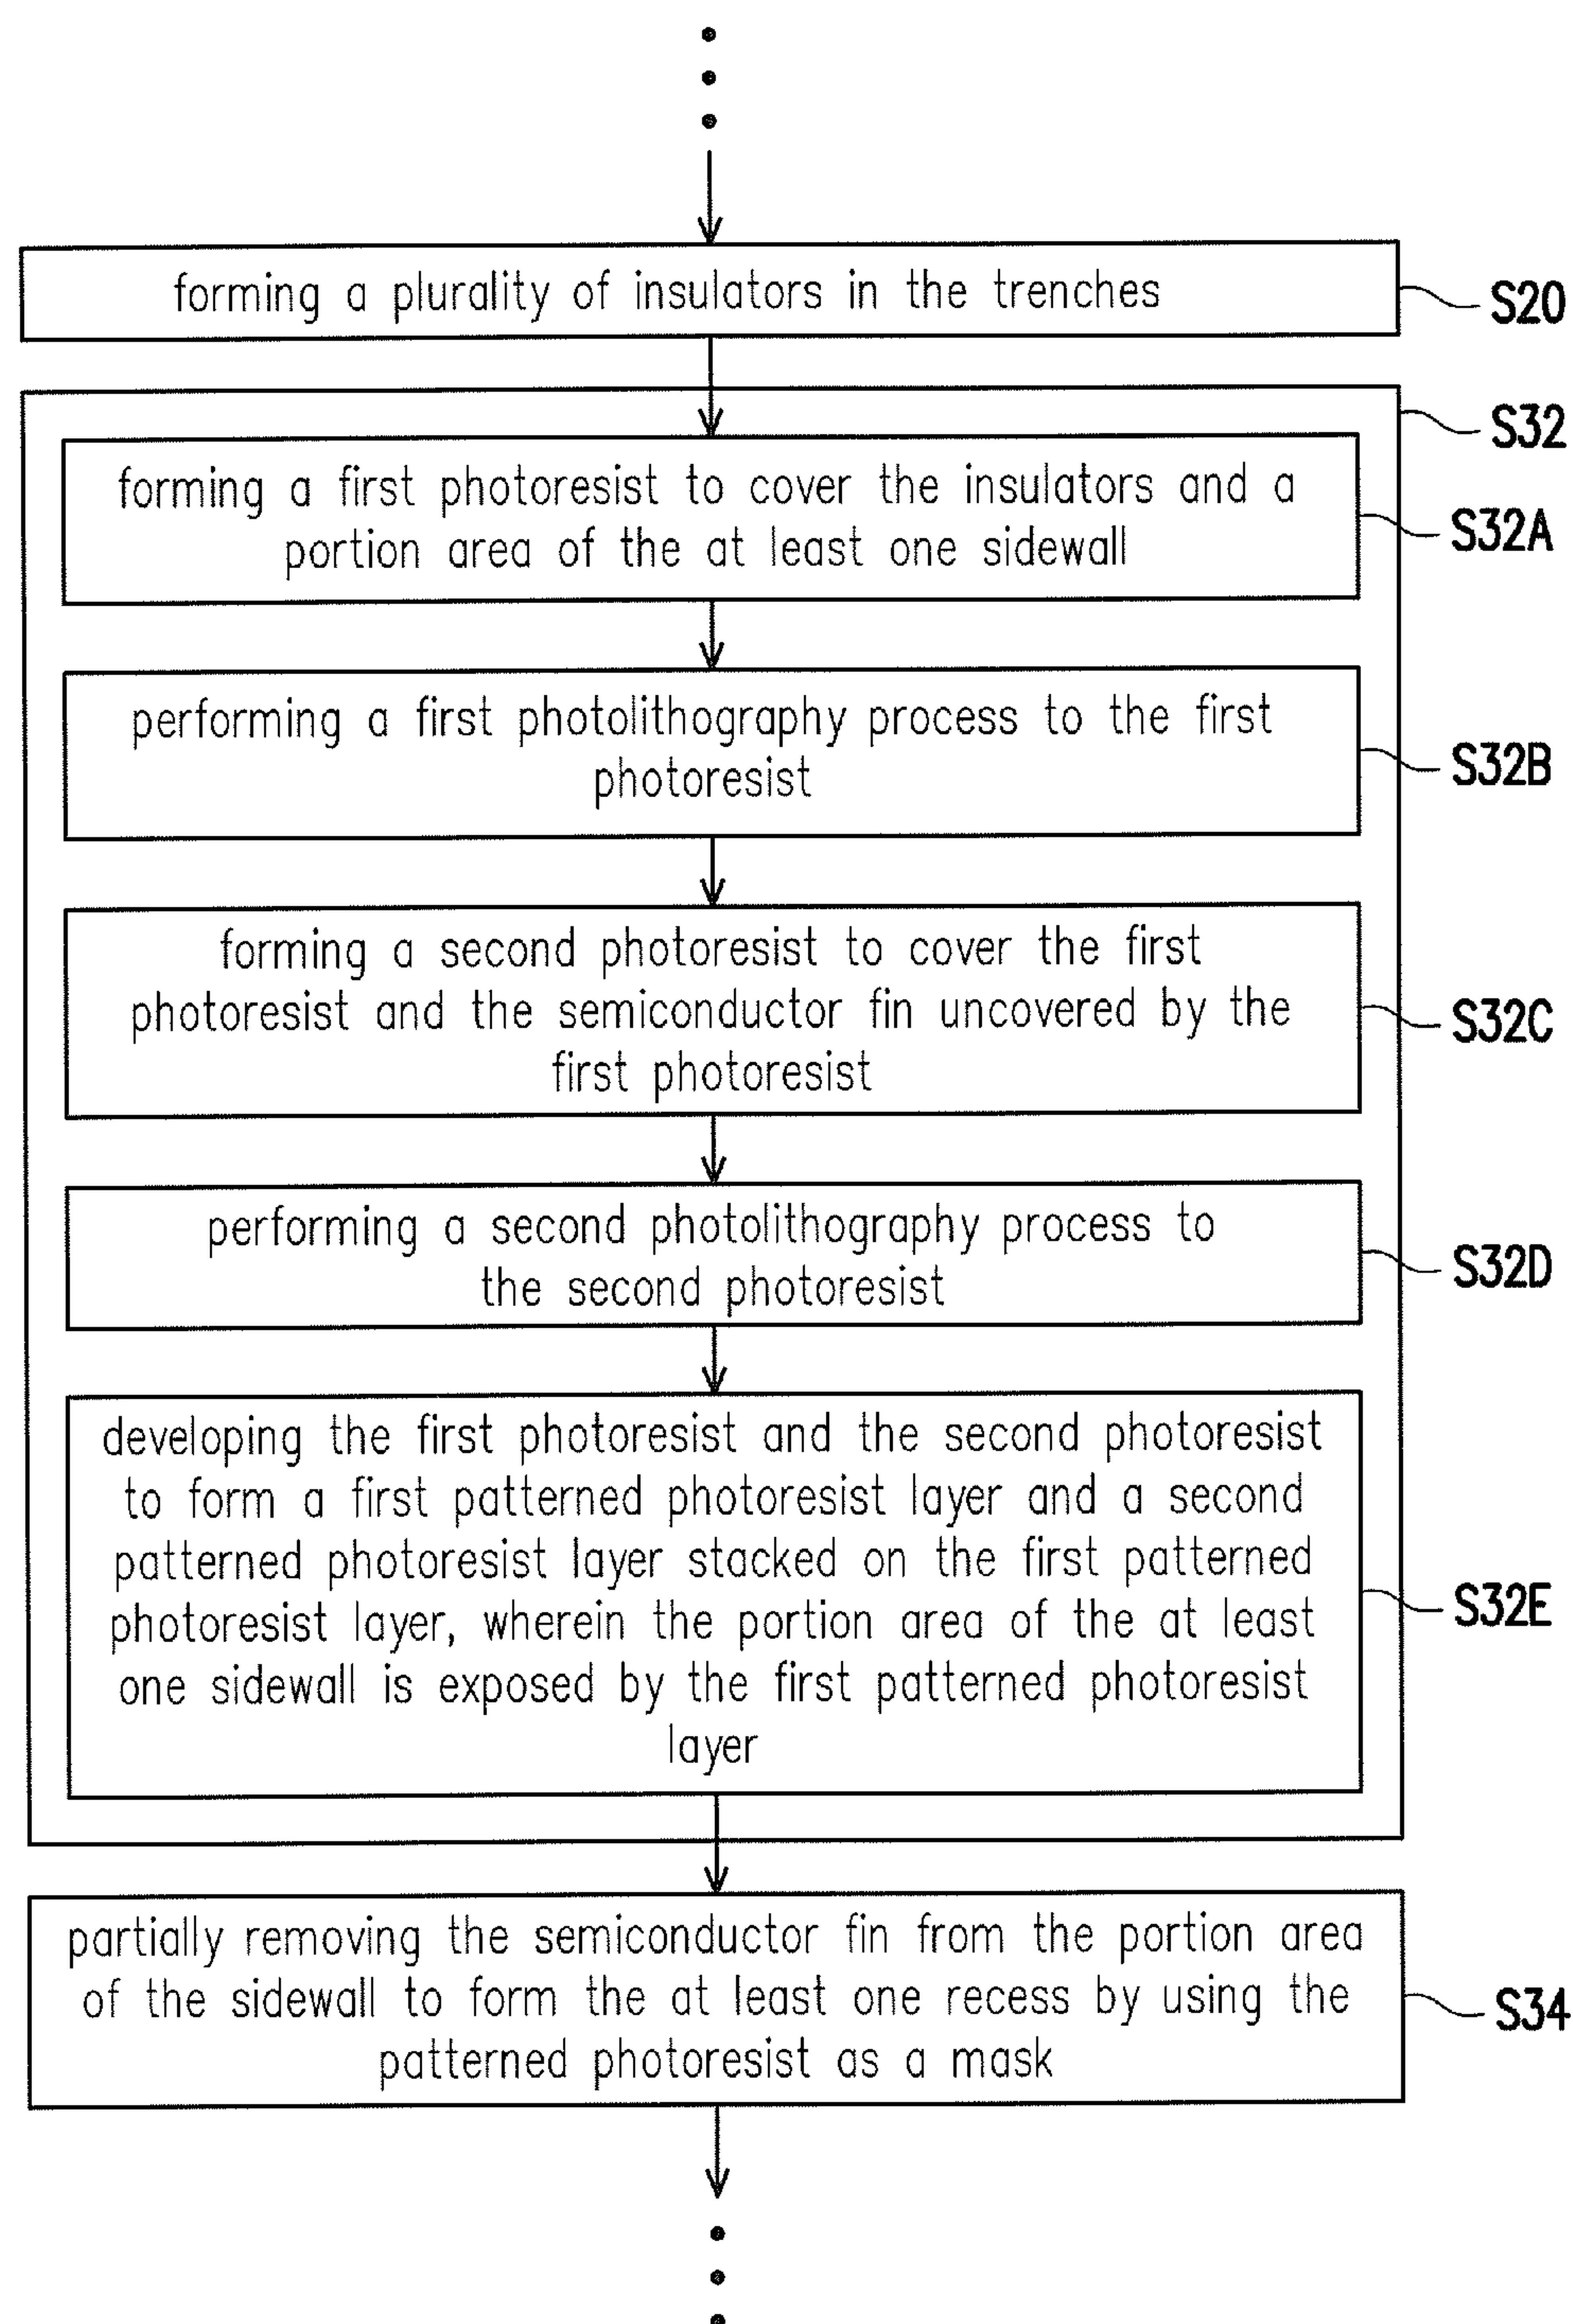 forming a plurality of insulators in the trenches
S20
S32
forming a first photoresist to cover the insulators and a
portion area of the at least one sidewall
S32A
performing a first photolithography process to the first
photoresist
S32B
forming a second photoresist to cover the first
photoresist and the semiconductor fin uncovered by the
first photoresist
S32C
performing a second photolithography process to
the second photoresist
S32D
developing the first photoresist and the second photoresist
to form a first patterned photoresist layer and a second
patterned photoresist layer stacked on the first patterned
photoresist layer, wherein the portion area of the at least
one sidewall is exposed by the first patterned photoresist
layer
S32E
partially removing the semiconductor fin from the portion area
of the sidewall to form the at least one recess by using the
patterned photoresist as a mask
S34